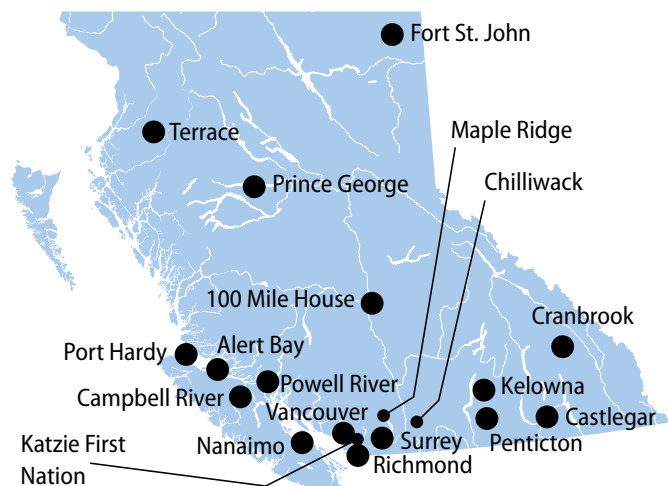 Fort St. John
Maple Ridge
Terrace
Chilliwack
Prince George
100 Mile House
Cranbrook
Port Hardy
Alert Bay
Powell River
Kelowna
Campbell River
Vancouver
Castlegar
Katzie First
Nation
Nanaimo
Surrey
Penticton
Richmond